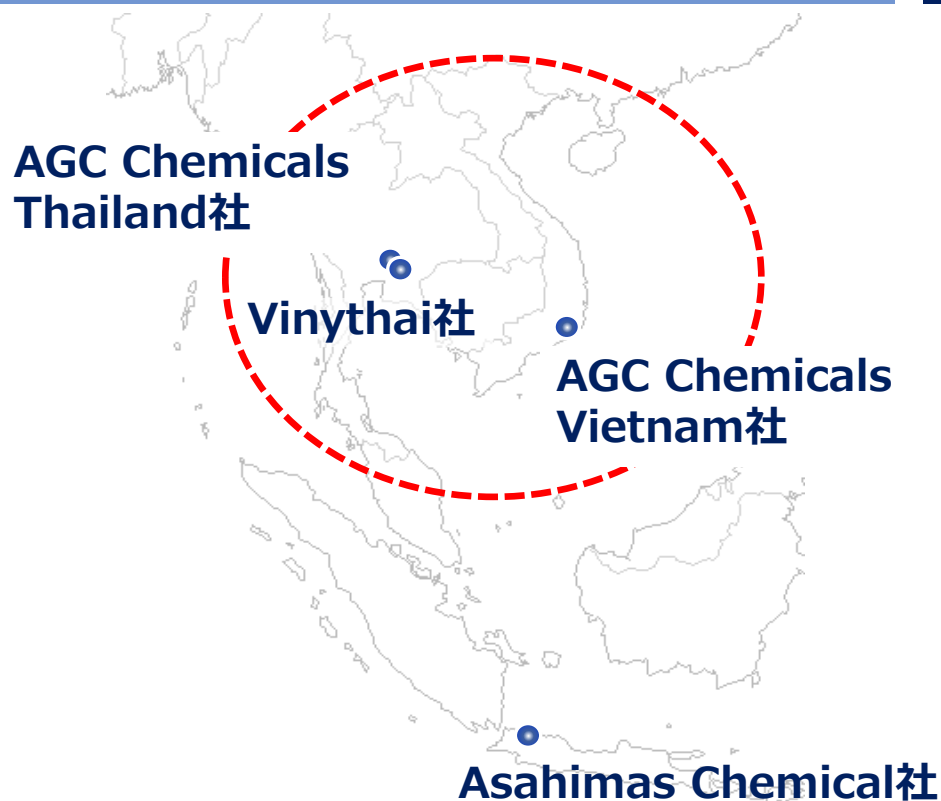 AGC Chemicals
Thailand社
Vinythai社
AGC Chemicals
Vietnam社
Asahimas Chemical社